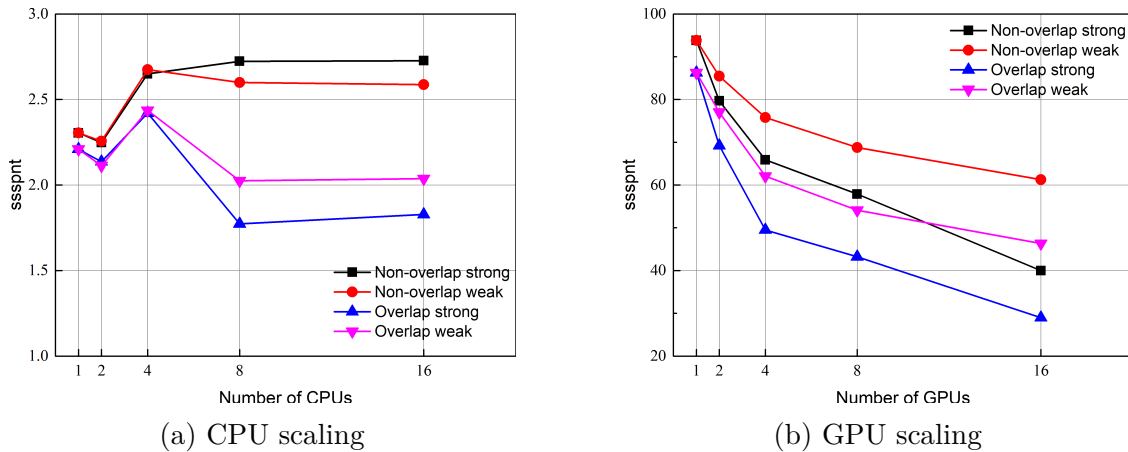 3.0
2.5
2.0
1.5
1.0
ssspnt
Non-overlap strong
Non-overlap weak
Overlap strong
Overlap weak
1 2 4 8 16
Number of CPUs
(a) CPU scaling
100
80
60
40
20
ssspnt
Non-overlap strong
Non-overlap weak
Overlap strong
Overlap weak
1 2 4 8 16
Number of GPUs
(b) GPU scaling